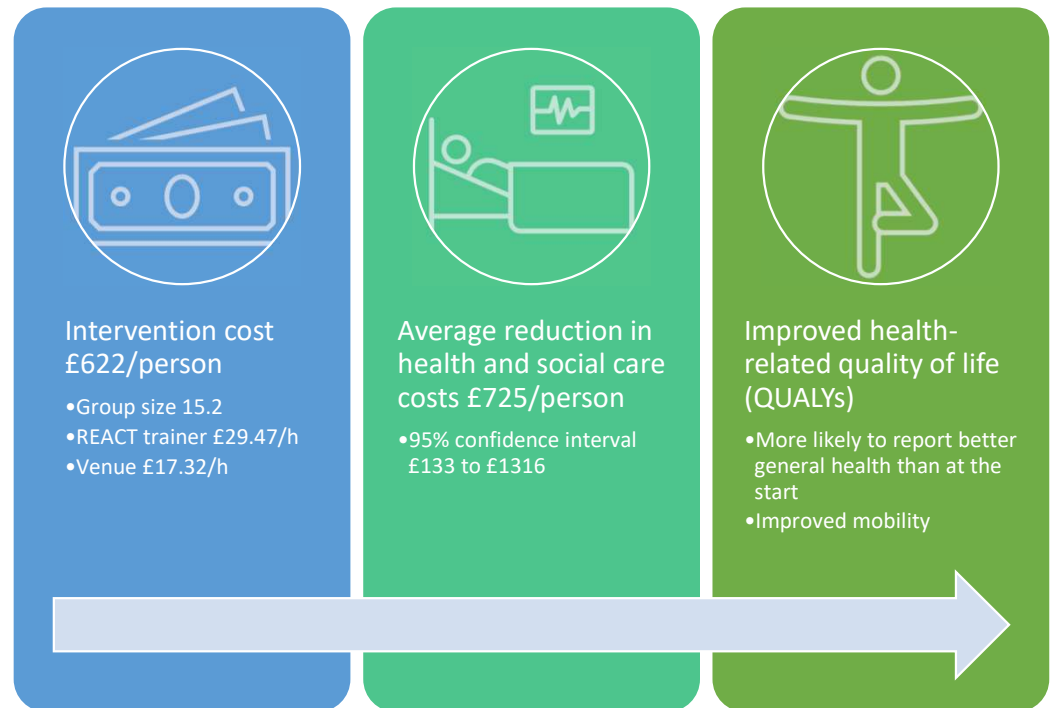 Intervention cost
£622/person
•Group size 15.2
•REACT trainer £29.47/h
•Venue £17.32/h
Average reduction in
health and social care
costs £725/person
•95% confidence interval
£133 to £1316
Improved health-
related quality of life
(QUALYs)
•More likely to report better
general health than at the
start
•Improved mobility